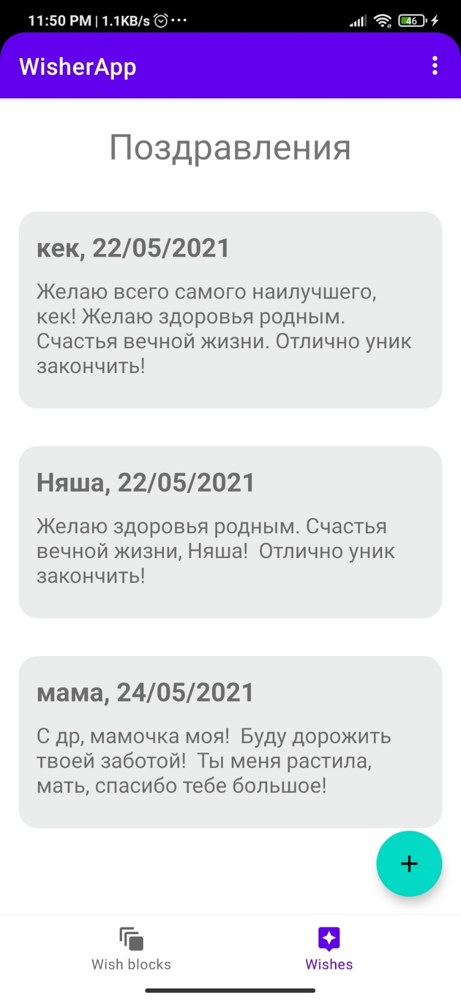 11:50 PM | 1.1KB/s ...
46
WisherApp
Поздравления
кек, 22/05/2021
Желаю всего самого наилучшего,
кек! Желаю здоровья родным.
Счастья вечной жизни. Отлично уник
закончить!
Няша, 22/05/2021
Желаю здоровья родным. Счастья
вечной жизни, Няша!  Отлично уник
закончить!
мама, 24/05/2021
С др, мамочка моя!  Буду дорожить
твоей заботой!  Ты меня растила,
мать, спасибо тебе большое!
+
Wish blocks
Wishes